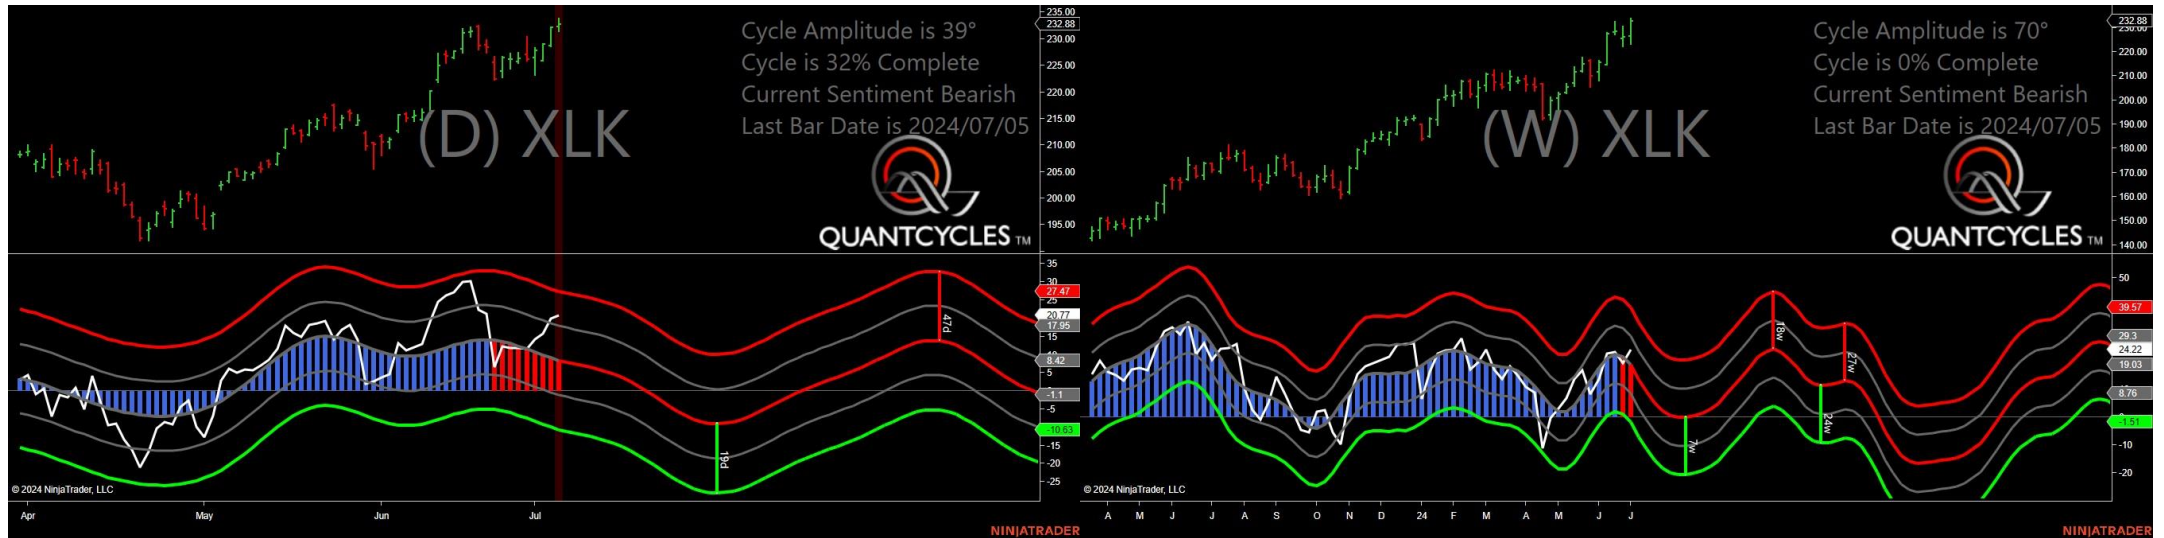 235.00
232.88
230.00
225.00
220.00
215.00
210.00
205.00
200.00
195.00
Cycle Amplitude is 39°
Cycle is 32% Complete
Current Sentiment Bearish
Last Bar Date is 2024/07/05
(D) XLK
QUANTCYCLES TM
35
30
27.47
25
20.77
17.95
15
8.42
5
-1.1
-5
-10.63
-15
-20
-25
47d
19d
© 2024 NinjaTrader, LLC
Apr May Jun Jul
NINJATRADER
232.88
230.00
220.00
210.00
200.00
190.00
180.00
170.00
160.00
150.00
140.00
Cycle Amplitude is 70°
Cycle is 0% Complete
Current Sentiment Bearish
Last Bar Date is 2024/07/05
(W) XLK
QUANTCYCLES TM
50
39.57
29.3
24.22
19.03
8.76
-1.51
-10
-20
18w
27w
24w
7w
© 2024 NinjaTrader, LLC
A M J J A S O N D 24 F M A M J J
NINJATRADER